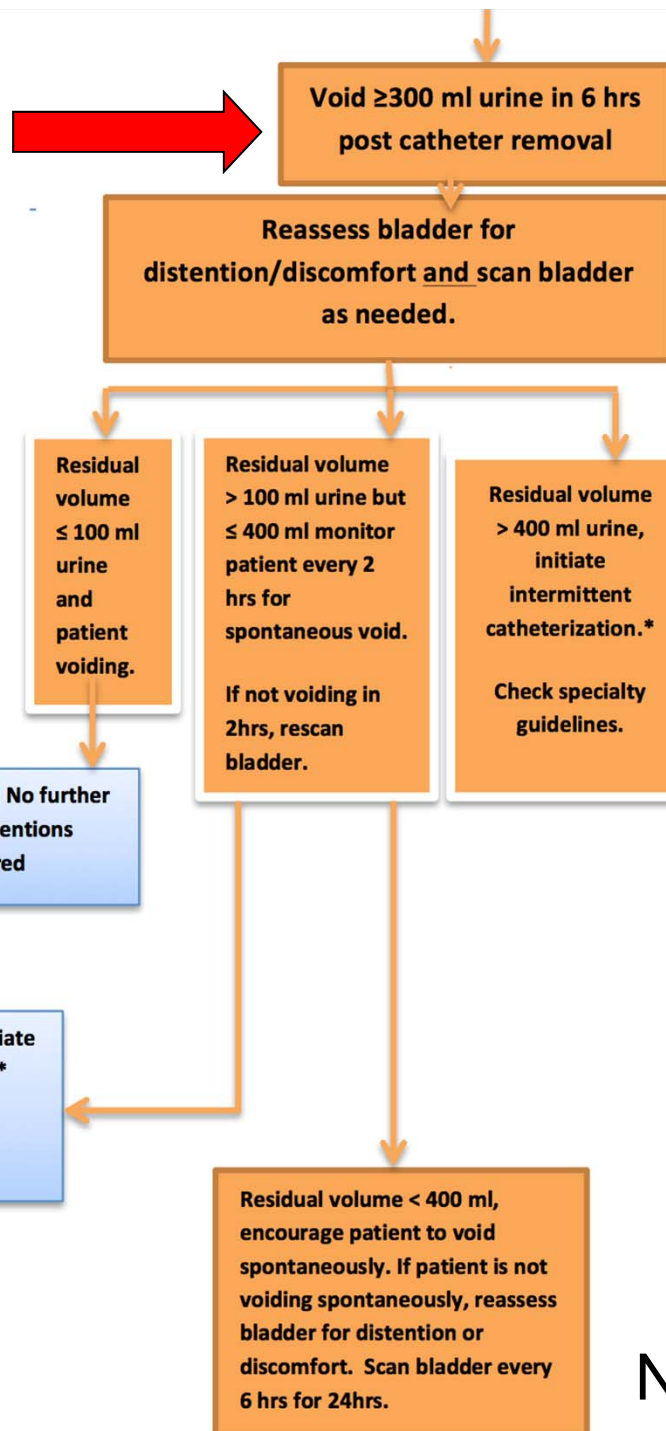 Void ≥300 ml urine in 6 hrs
post catheter removal
Reassess bladder for
distention/discomfort and scan bladder
as needed.
Residual
volume
≤ 100 ml
urine
and
patient
voiding.
Residual volume
> 100 ml urine but
≤ 400 ml monitor
patient every 2
hrs for
spontaneous void.
If not voiding in
2hrs, rescan
bladder.
Residual volume
> 400 ml urine,
initiate
intermittent
catheterization.*
Check specialty
guidelines.
No further
entions
red
iate
*
Residual volume < 400 ml,
encourage patient to void
spontaneously. If patient is not
voiding spontaneously, reassess
bladder for distention or
discomfort. Scan bladder every
6 hrs for 24hrs.
N